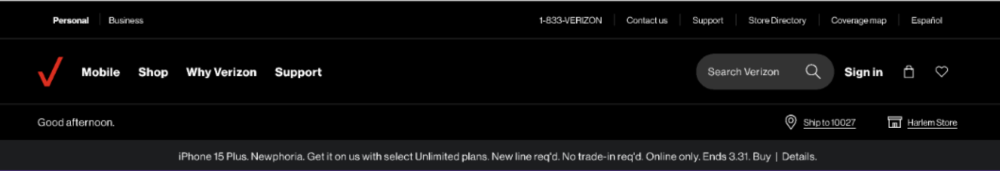 Personal Business 1-833-VERIZON Contact us Support Store Directory Coverage map Español
Mobile Shop Why Verizon Support Search Verizon Sign in
Good afternoon. Ship to 10027 Harlem Store
iPhone 15 Plus. Newphoria. Get it on us with select Unlimited plans. New line req'd. No trade-in req'd. Online only. Ends 3.31. Buy | Details.